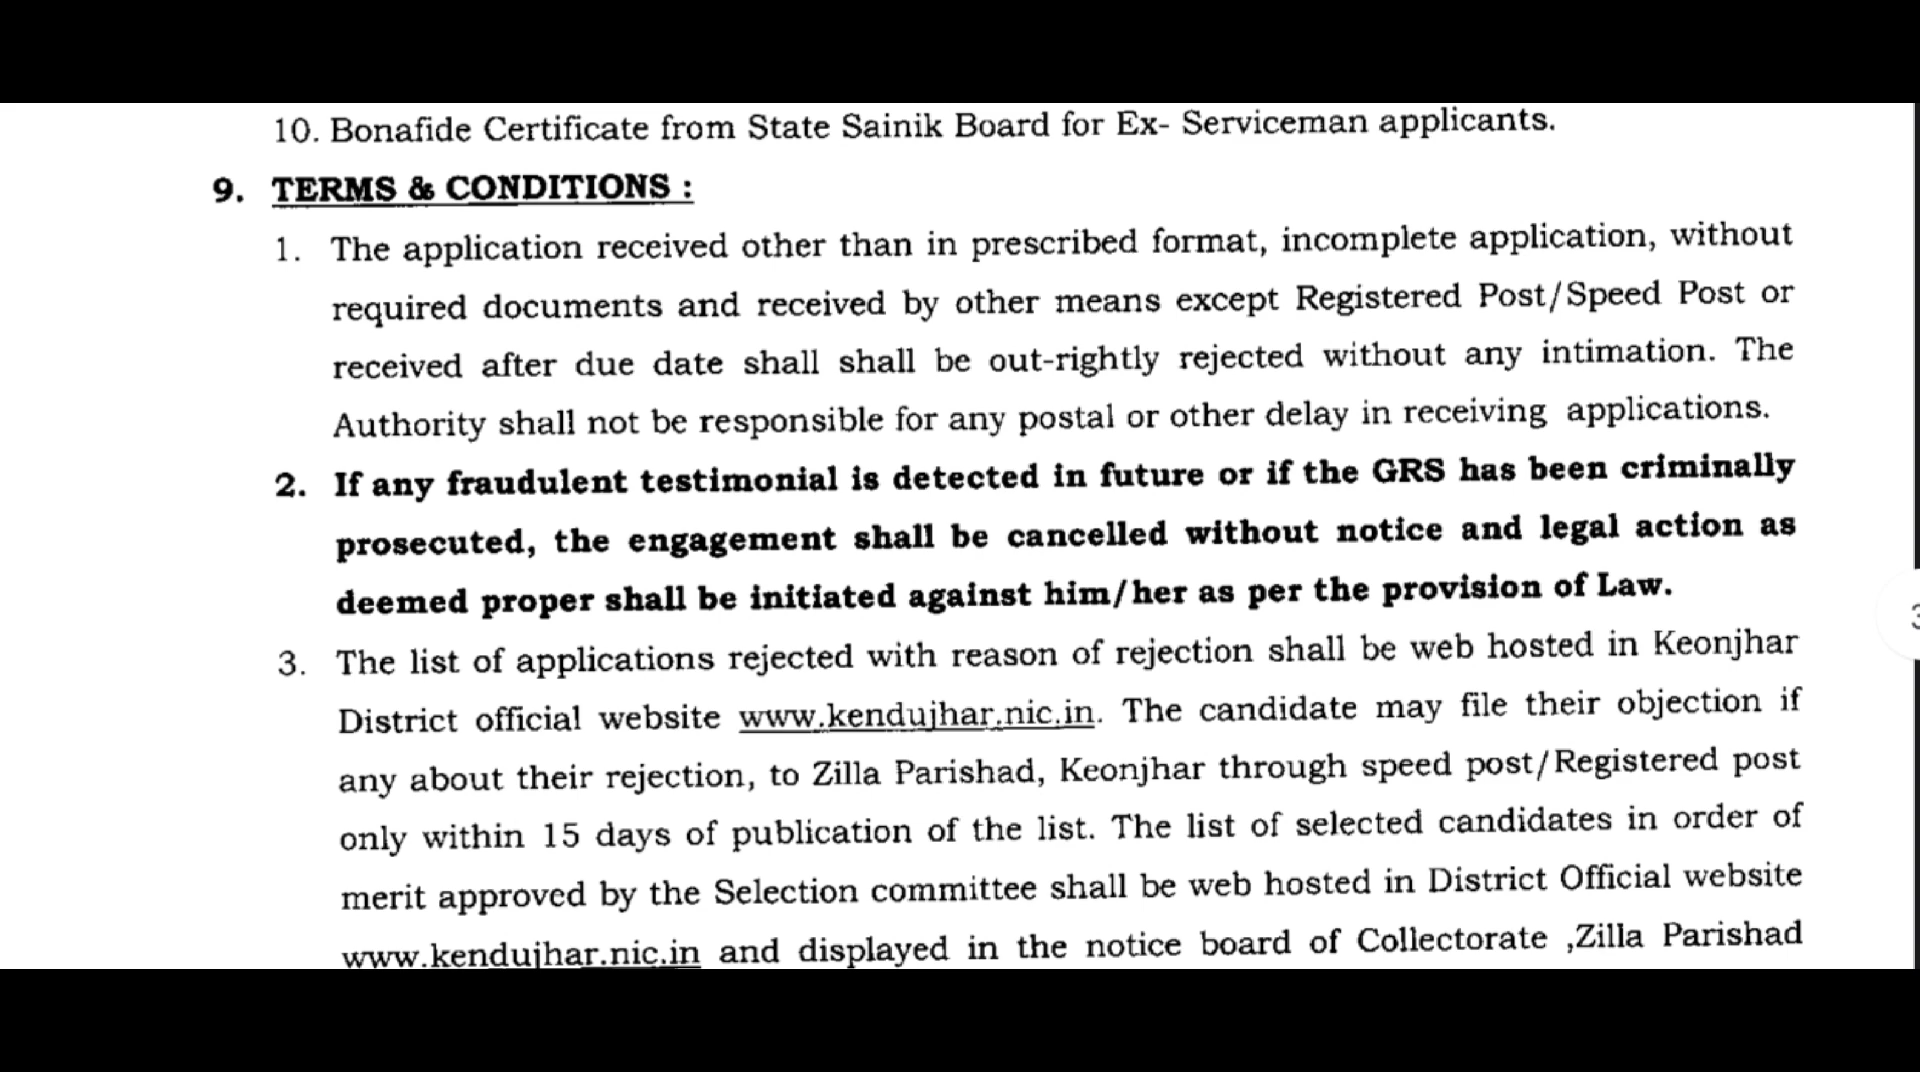 10. Bonafide Certificate from State Sainik Board for Ex- Serviceman applicants.
9. TERMS & CONDITIONS :
1. The application received other than in prescribed format, incomplete application, without
required documents and received by other means except Registered Post/Speed Post or
received after due date shall shall be out-rightly rejected without any intimation. The
Authority shall not be responsible for any postal or other delay in receiving applications.
2. If any fraudulent testimonial is detected in future or if the GRS has been criminally
prosecuted, the engagement shall be cancelled without notice and legal action as
deemed proper shall be initiated against him/her as per the provision of Law.
3. The list of applications rejected with reason of rejection shall be web hosted in Keonjhar
District official website www.kendujhar.nic.in. The candidate may file their objection if
any about their rejection, to Zilla Parishad, Keonjhar through speed post/Registered post
only within 15 days of publication of the list. The list of selected candidates in order of
merit approved by the Selection committee shall be web hosted in District Official website
www.kendujhar.nic.in and displayed in the notice board of Collectorate ,Zilla Parishad